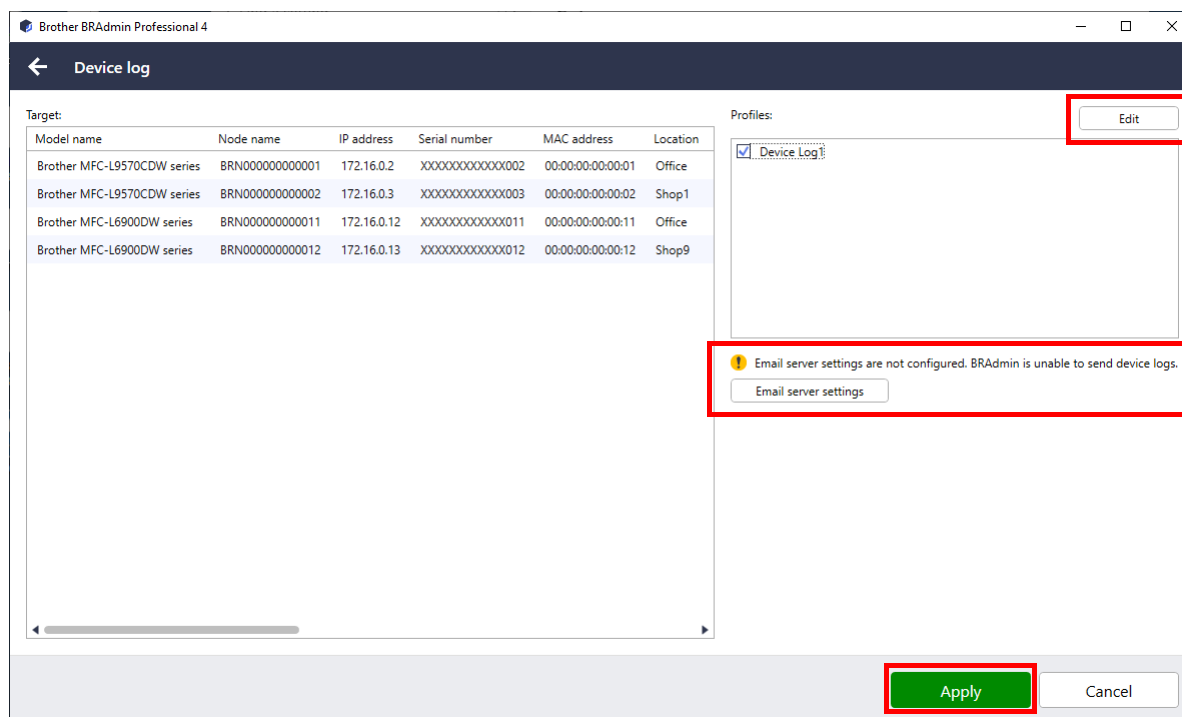 Brother BRAdmin Professional 4
Device log
Target:
Model name Node name IP address Serial number MAC address Location
Brother MFC-L9570CDW series BRN000000000001 172.16.0.2 XXXXXXXXXXXX002 00:00:00:00:00:01 Office
Brother MFC-L9570CDW series BRN000000000002 172.16.0.3 XXXXXXXXXXXX003 00:00:00:00:00:02 Shop1
Brother MFC-L6900DW series BRN000000000011 172.16.0.12 XXXXXXXXXXXX011 00:00:00:00:00:11 Office
Brother MFC-L6900DW series BRN000000000012 172.16.0.13 XXXXXXXXXXXX012 00:00:00:00:00:12 Shop9
Profiles:
Edit
Device Log1
Email server settings are not configured. BRAdmin is unable to send device logs.
Email server settings
Apply
Cancel